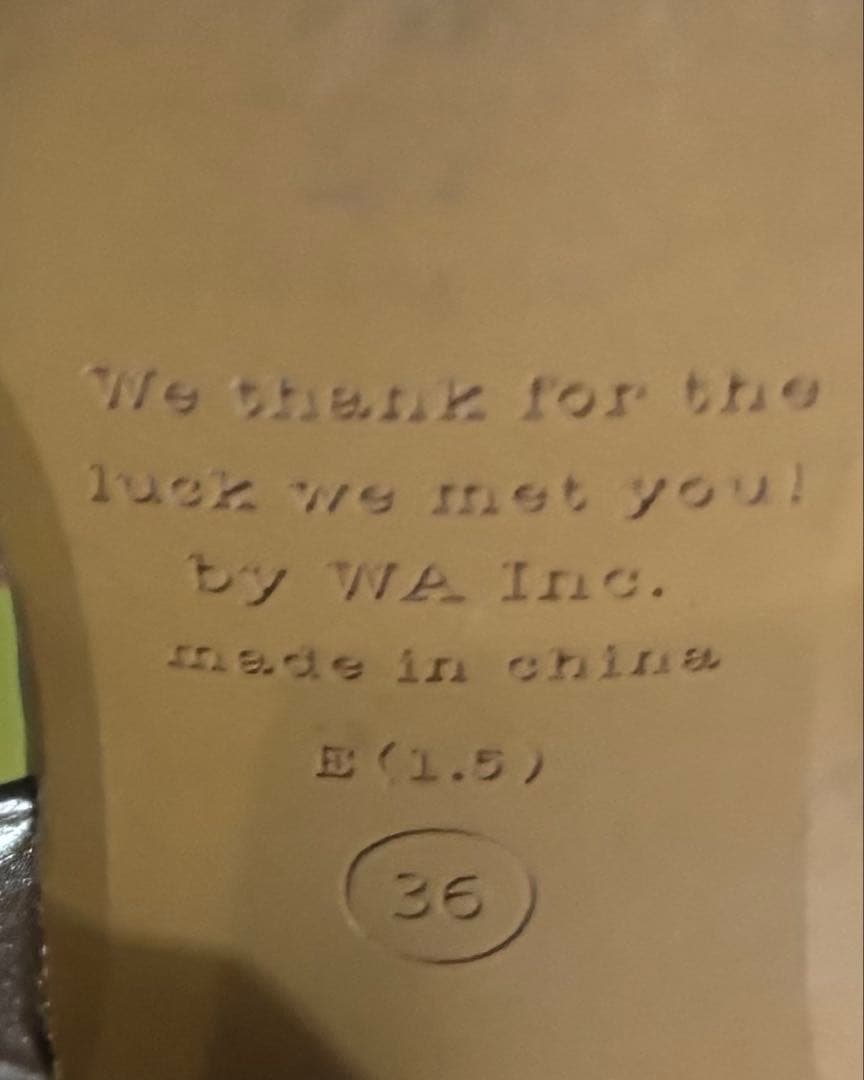 We thank for the
luck we met you!
by WA Inc.
made in china
E(1.5)
36